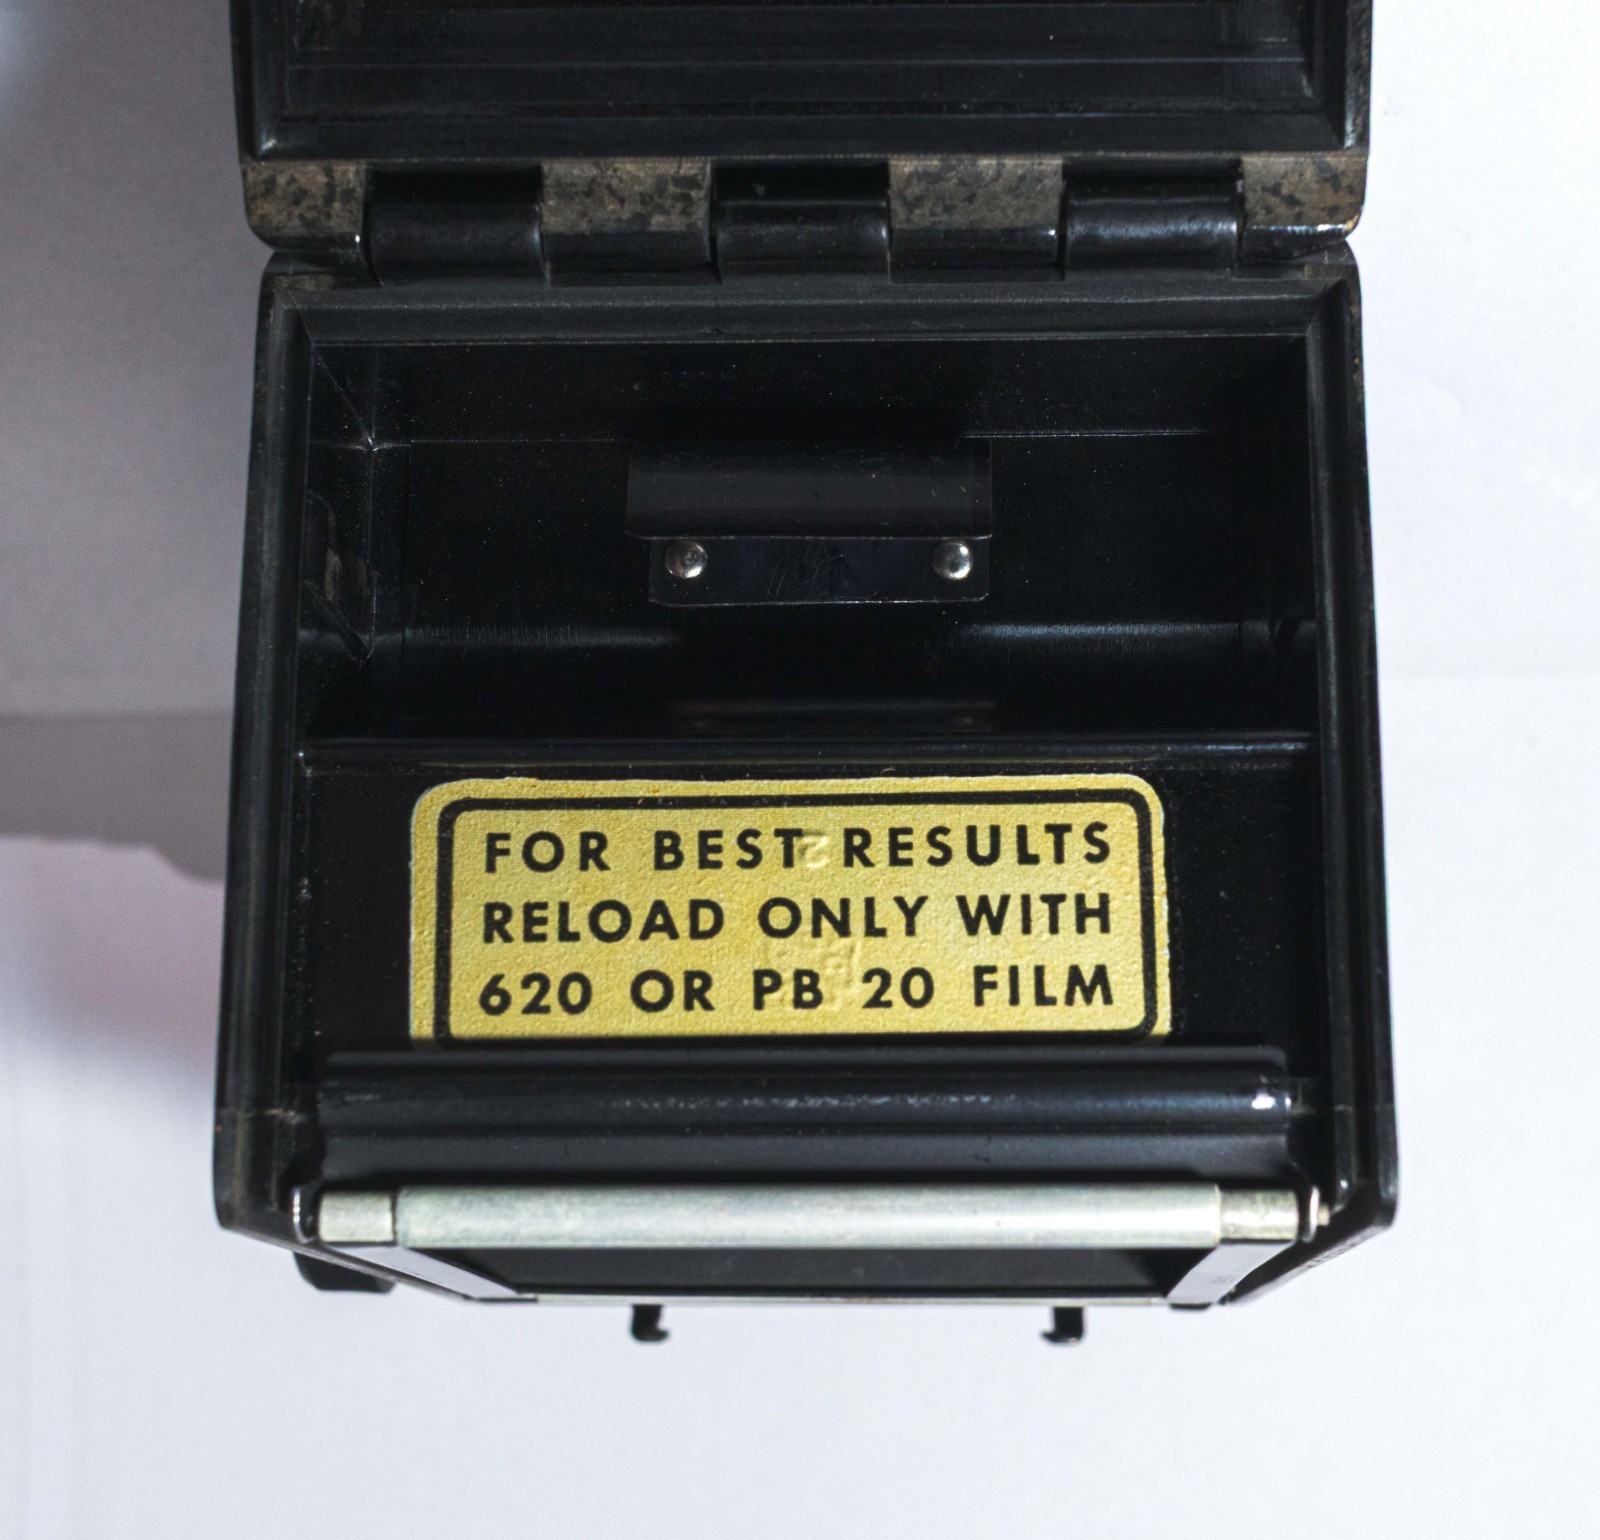 FOR BEST RESULTS
RELOAD ONLY WITH
620 OR PB 20 FILM